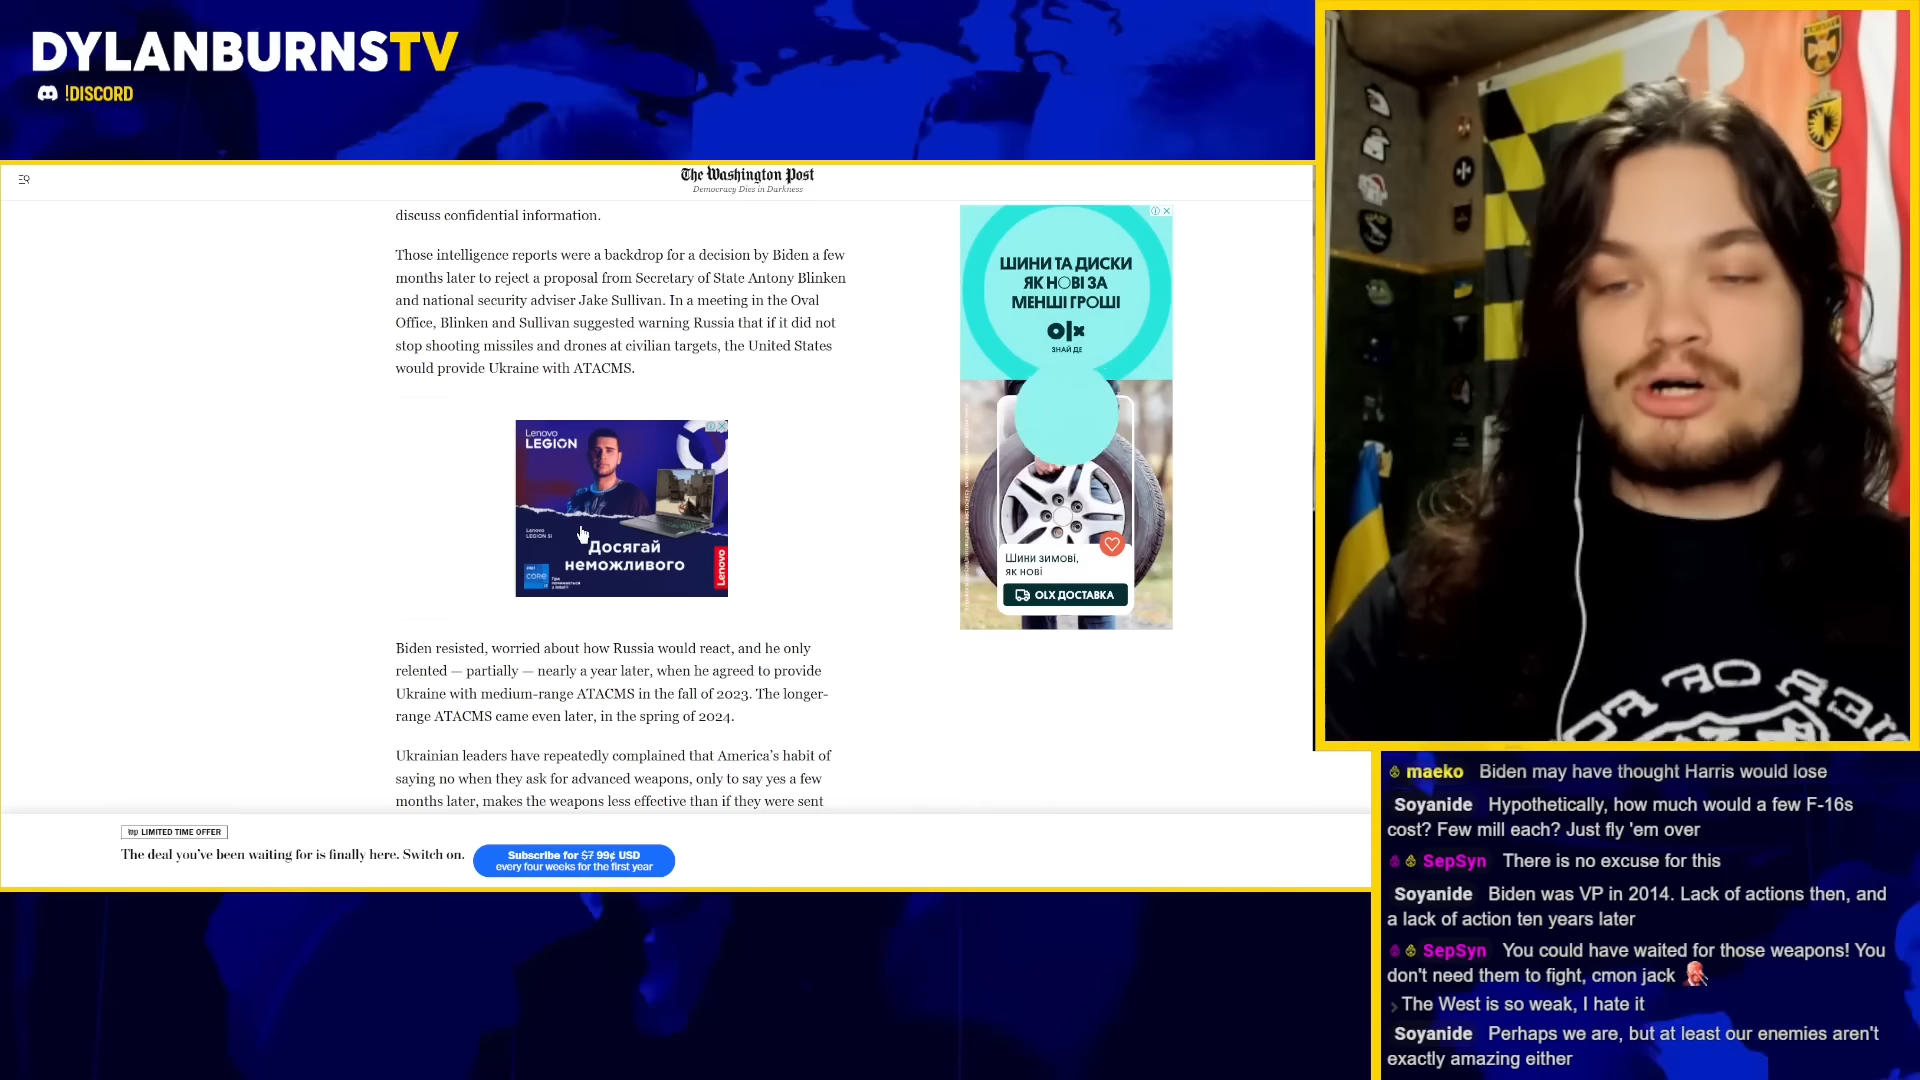 DYLANBURNSTV
!DISCORD
The Washington Post
Democracy Dies in Darkness
discuss confidential information.
Those intelligence reports were a backdrop for a decision by Biden a few
months later to reject a proposal from Secretary of State Antony Blinken
and national security adviser Jake Sullivan. In a meeting in the Oval
Office, Blinken and Sullivan suggested warning Russia that if it did not
stop shooting missiles and drones at civilian targets, the United States
would provide Ukraine with ATACMS.
Lenovo
LEGION
Lenovo
LEGION 5i
Досягай
неможливого
CORE
Lenovo
Biden resisted, worried about how Russia would react, and he only
relented — partially — nearly a year later, when he agreed to provide
Ukraine with medium-range ATACMS in the fall of 2023. The longer-
range ATACMS came even later, in the spring of 2024.
Ukrainian leaders have repeatedly complained that America's habit of
saying no when they ask for advanced weapons, only to say yes a few
months later, makes the weapons less effective than if they were sent
ШИНИ ТА ДИСКИ
ЯК НОВІ ЗА
МЕНШІ ГРОШІ
olx
ЗНАЙ ДЕ
Шини зимові,
як нові
OLX ДОСТАВКА
wp LIMITED TIME OFFER
The deal you've been waiting for is finally here. Switch on.
Subscribe for $7 99¢ USD
every four weeks for the first year
maeko Biden may have thought Harris would lose
Soyanide Hypothetically, how much would a few F-16s
cost? Few mill each? Just fly 'em over
SepSyn There is no excuse for this
Soyanide Biden was VP in 2014. Lack of actions then, and
a lack of action ten years later
SepSyn You could have waited for those weapons! You
don't need them to fight, cmon jack
The West is so weak, I hate it
Soyanide Perhaps we are, but at least our enemies aren't
exactly amazing either